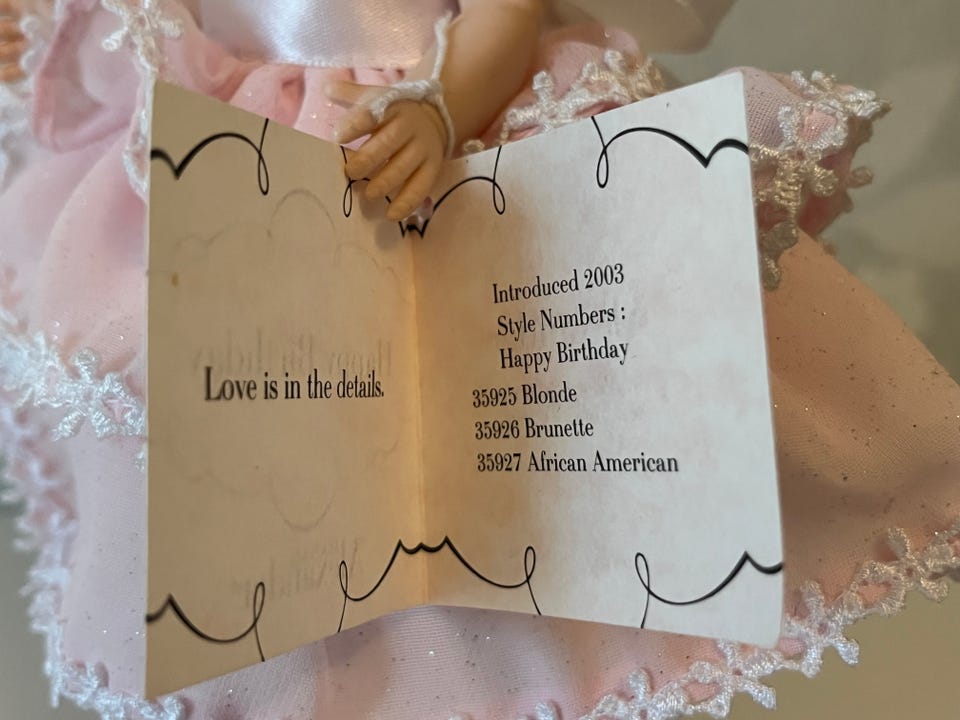 Love is in the details.
Introduced 2003
Style Numbers :
Happy Birthday
35925 Blonde
35926 Brunette
35927 African American